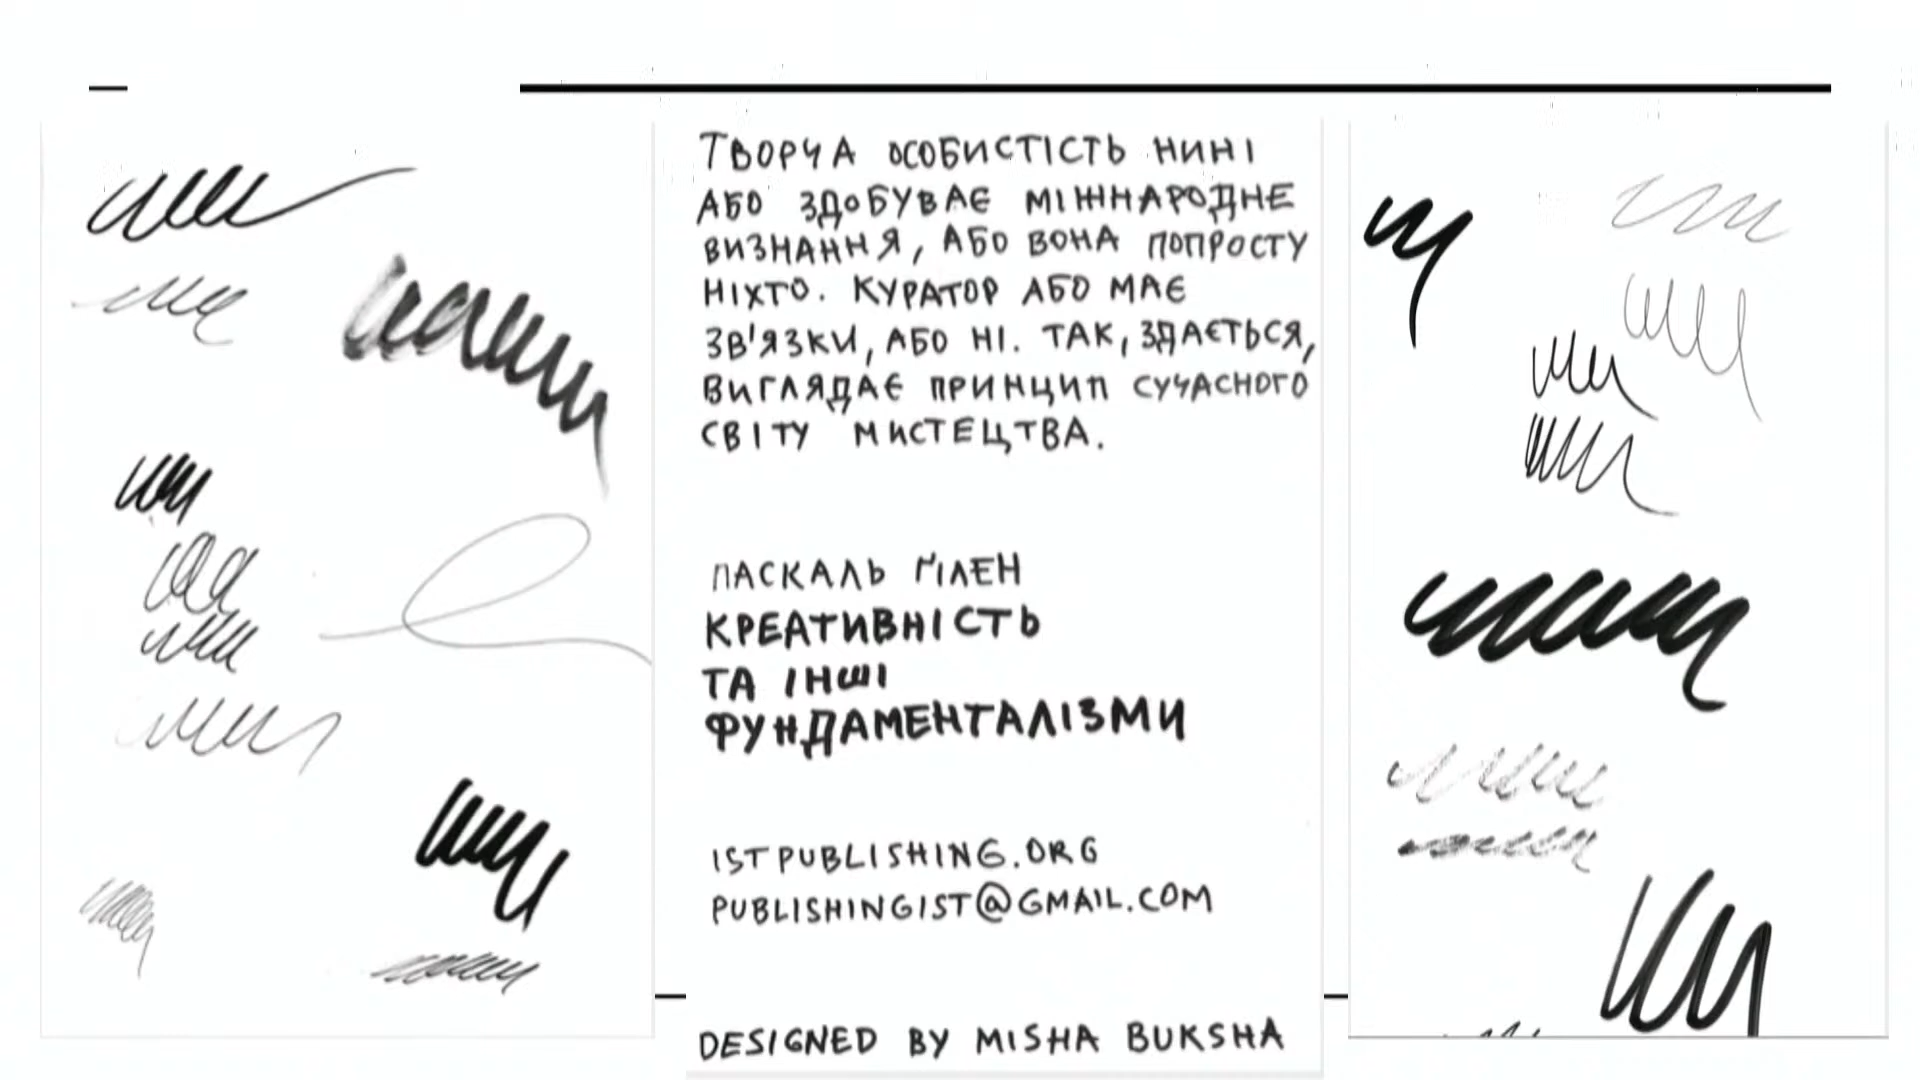 ТВОРЧА ОСОБИСТІСТЬ НИНІ
АБО ЗДОБУВАЄ МІЖНАРОДНЕ
ВИЗНАННЯ, АБО ВОНА ПОПРОСТУ
НІХТО. КУРАТОР АБО МАЄ
ЗВ'ЯЗКИ, АБО НІ. ТАК, ЗДАЄТЬСЯ,
ВИГЛЯДАЄ ПРИНЦИП СУЧАСНОГО
СВІТУ МИСТЕЦТВА.
ПАСКАЛЬ ҐІЛЕН
КРЕАТИВНІСТЬ
ТА ІНШІ
ФУНДАМЕНТАЛІЗМИ
ISTPUBLISHING.ORG
PUBLISHINGIST@GMAIL.COM
DESIGNED BY MISHA BUKSHA